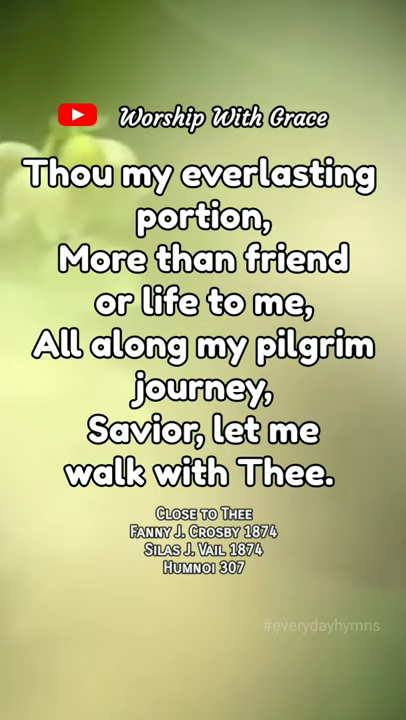 Worship With Grace
Thou my everlasting
portion,
More than friend
or life to me,
All along my pilgrim
journey,
Savior, let me
walk with Thee.
Close to Thee
Fanny J. Crosby 1874
Silas J. Vail 1874
Humnoi 307
#everydayhymns